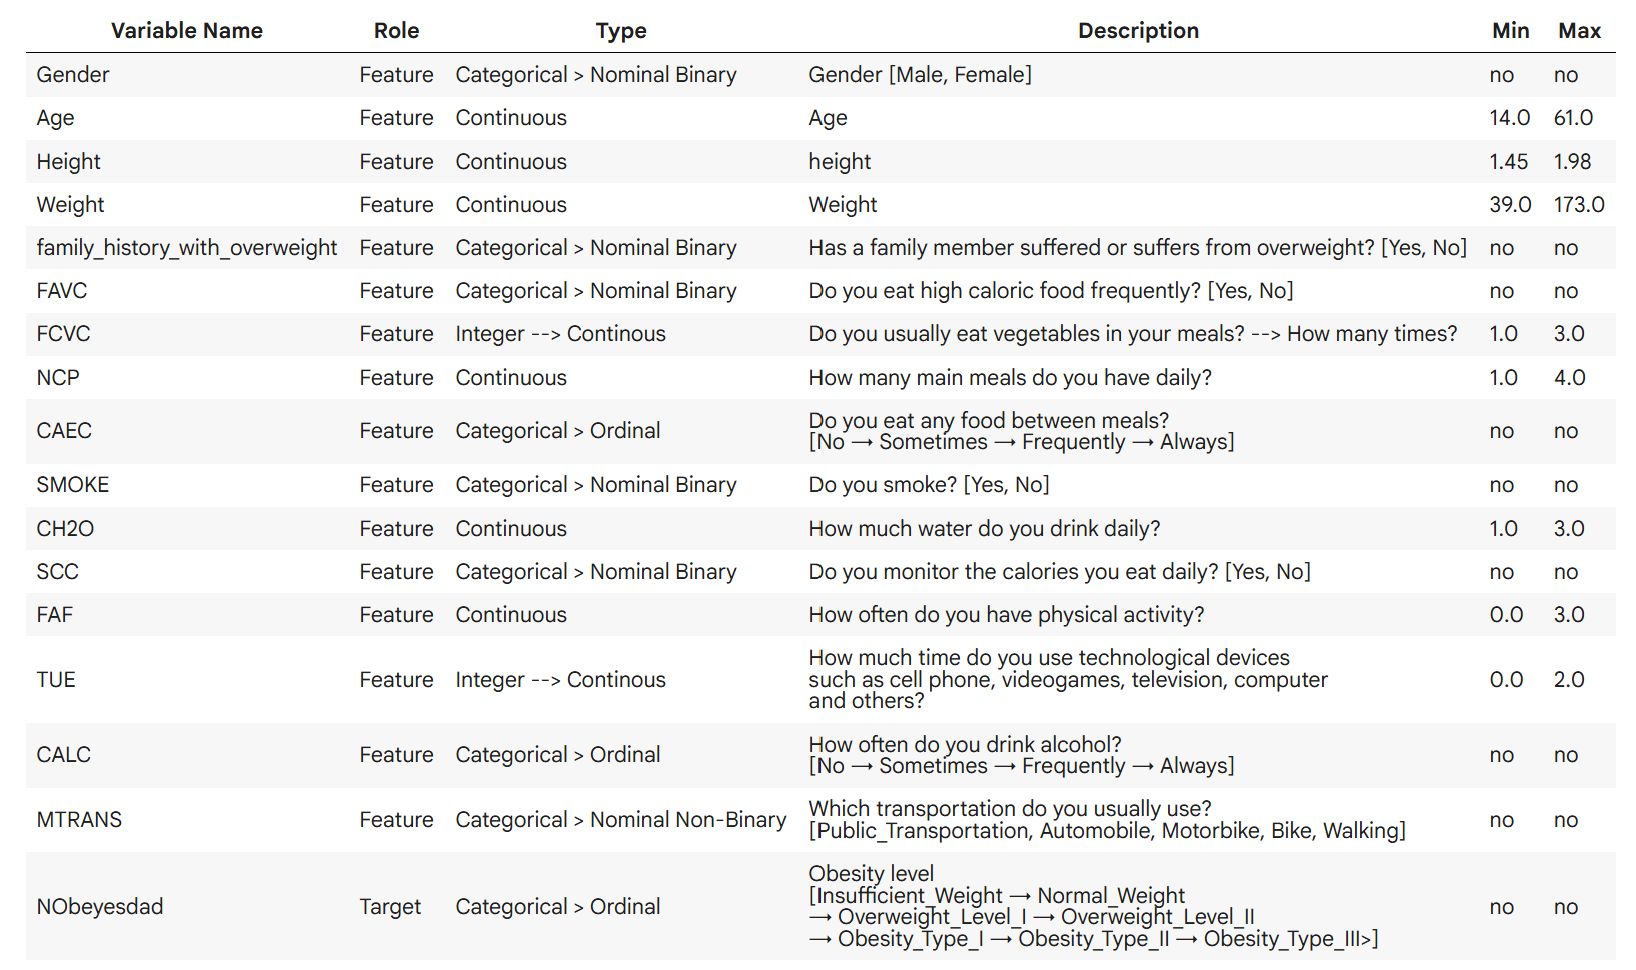 Variable Name Role Type Description Min Max
Gender Feature Categorical > Nominal Binary Gender [Male, Female] no no
Age Feature Continuous Age 14.0 61.0
Height Feature Continuous height 1.45 1.98
Weight Feature Continuous Weight 39.0 173.0
family_history_with_overweight Feature Categorical > Nominal Binary Has a family member suffered or suffers from overweight? [Yes, No] no no
FAVC Feature Categorical > Nominal Binary Do you eat high caloric food frequently? [Yes, No] no no
FCVC Feature Integer --> Continous Do you usually eat vegetables in your meals? --> How many times? 1.0 3.0
NCP Feature Continuous How many main meals do you have daily? 1.0 4.0
CAEC Feature Categorical > Ordinal Do you eat any food between meals?
[No → Sometimes → Frequently → Always] no no
SMOKE Feature Categorical > Nominal Binary Do you smoke? [Yes, No] no no
CH2O Feature Continuous How much water do you drink daily? 1.0 3.0
SCC Feature Categorical > Nominal Binary Do you monitor the calories you eat daily? [Yes, No] no no
FAF Feature Continuous How often do you have physical activity? 0.0 3.0
TUE Feature Integer --> Continous How much time do you use technological devices
such as cell phone, videogames, television, computer
and others? 0.0 2.0
CALC Feature Categorical > Ordinal How often do you drink alcohol?
[No → Sometimes → Frequently → Always] no no
MTRANS Feature Categorical > Nominal Non-Binary Which transportation do you usually use?
[Public_Transportation, Automobile, Motorbike, Bike, Walking] no no
NObeyesdad Target Categorical > Ordinal Obesity level
[Insufficient_Weight → Normal_Weight
→ Overweight_Level_I → Overweight_Level_II
→ Obesity_Type_I → Obesity_Type_II → Obesity_Type_III>] no no